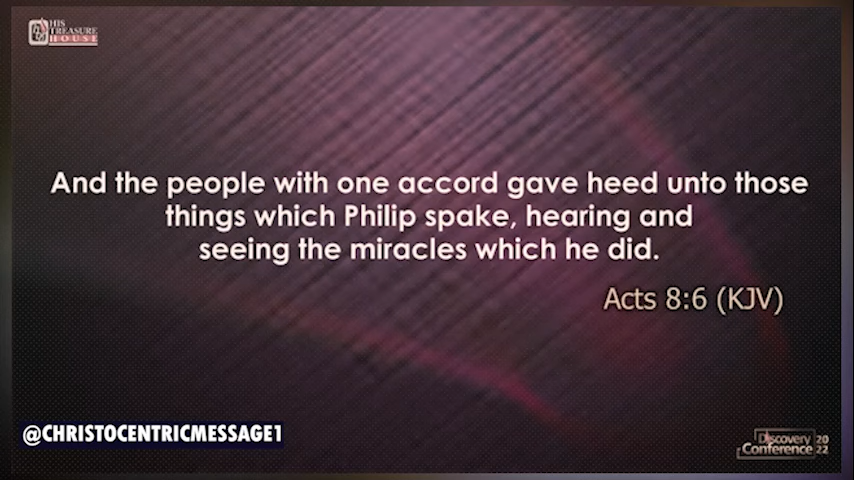 HIS
TREASURE
HOUSE
And the people with one accord gave heed unto those
things which Philip spake, hearing and
seeing the miracles which he did.
Acts 8:6 (KJV)
@CHRISTOCENTRICMESSAGE1
Discovery 20
Conference 22